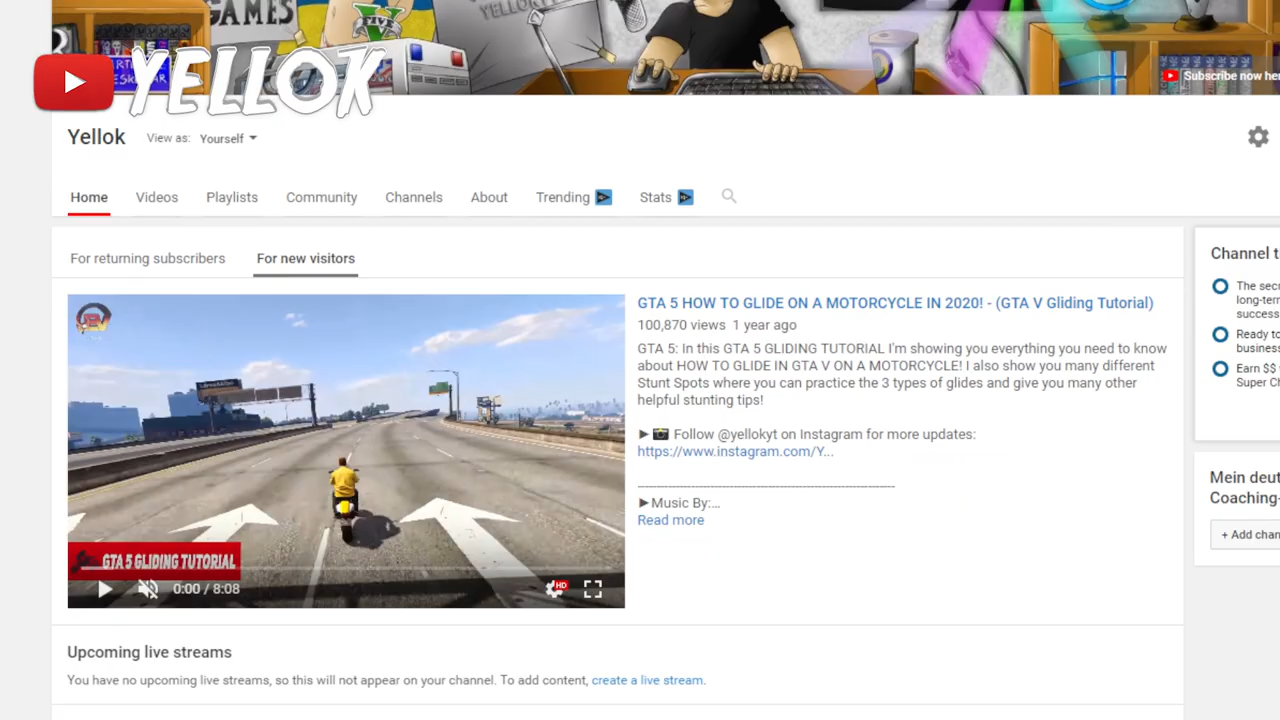 GAMES
YELLOK
Subscribe now her
YELLOK
Yellok View as: Yourself
Home Videos Playlists Community Channels About Trending Stats
For returning subscribers For new visitors
GTA 5 HOW TO GLIDE ON A MOTORCYCLE IN 2020! - (GTA V Gliding Tutorial)
100,870 views 1 year ago
GTA 5: In this GTA 5 GLIDING TUTORIAL I'm showing you everything you need to know
about HOW TO GLIDE IN GTA V ON A MOTORCYCLE! I also show you many different
Stunt Spots where you can practice the 3 types of glides and give you many other
helpful stunting tips!
►📷 Follow @yellokyt on Instagram for more updates:
https://www.instagram.com/Y...
►Music By:...
Read more
GTA 5 GLIDING TUTORIAL
0:00 / 8:08
HD
Upcoming live streams
You have no upcoming live streams, so this will not appear on your channel. To add content, create a live stream.
Channel t
The secr
long-term
success
Ready to
business
Earn $$
Super Ch
Mein deut
Coaching-
+ Add chan